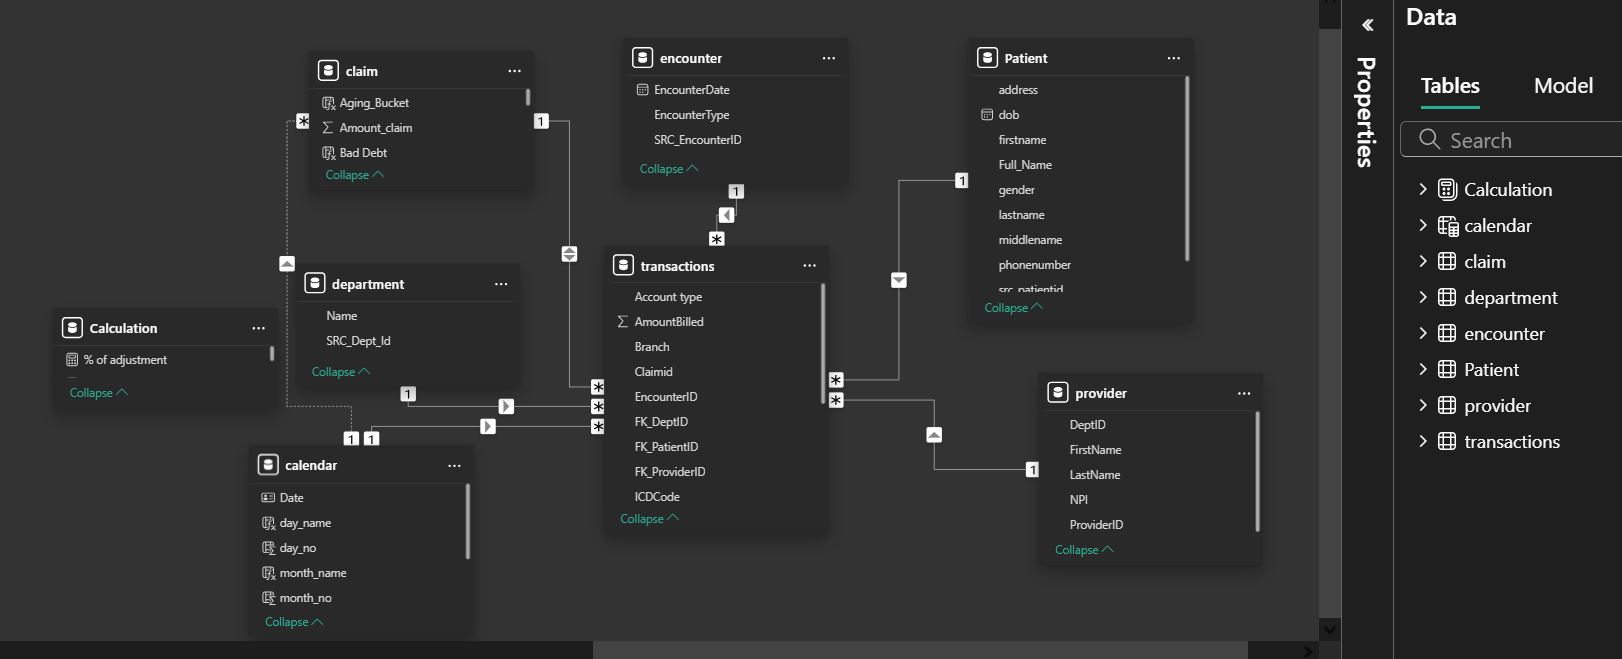 claim
Aging_Bucket
Amount_claim
Bad Debt
Collapse
encounter
EncounterDate
EncounterType
SRC_EncounterID
Collapse
Patient
address
dob
firstname
Full_Name
gender
lastname
middlename
phonenumber
src_patientid
Collapse
department
Name
SRC_Dept_Id
Collapse
transactions
Account type
AmountBilled
Branch
Claimid
EncounterID
FK_DeptID
FK_PatientID
FK_ProviderID
ICDCode
Collapse
Calculation
% of adjustment
Collapse
provider
DeptID
FirstName
LastName
NPI
ProviderID
Collapse
calendar
Date
day_name
day_no
month_name
month_no
Collapse
1
*
1
1
*
1
*
*
*
1
1
1
*
*
1
Properties
Data
Tables Model
Search
Calculation
calendar
claim
department
encounter
Patient
provider
transactions